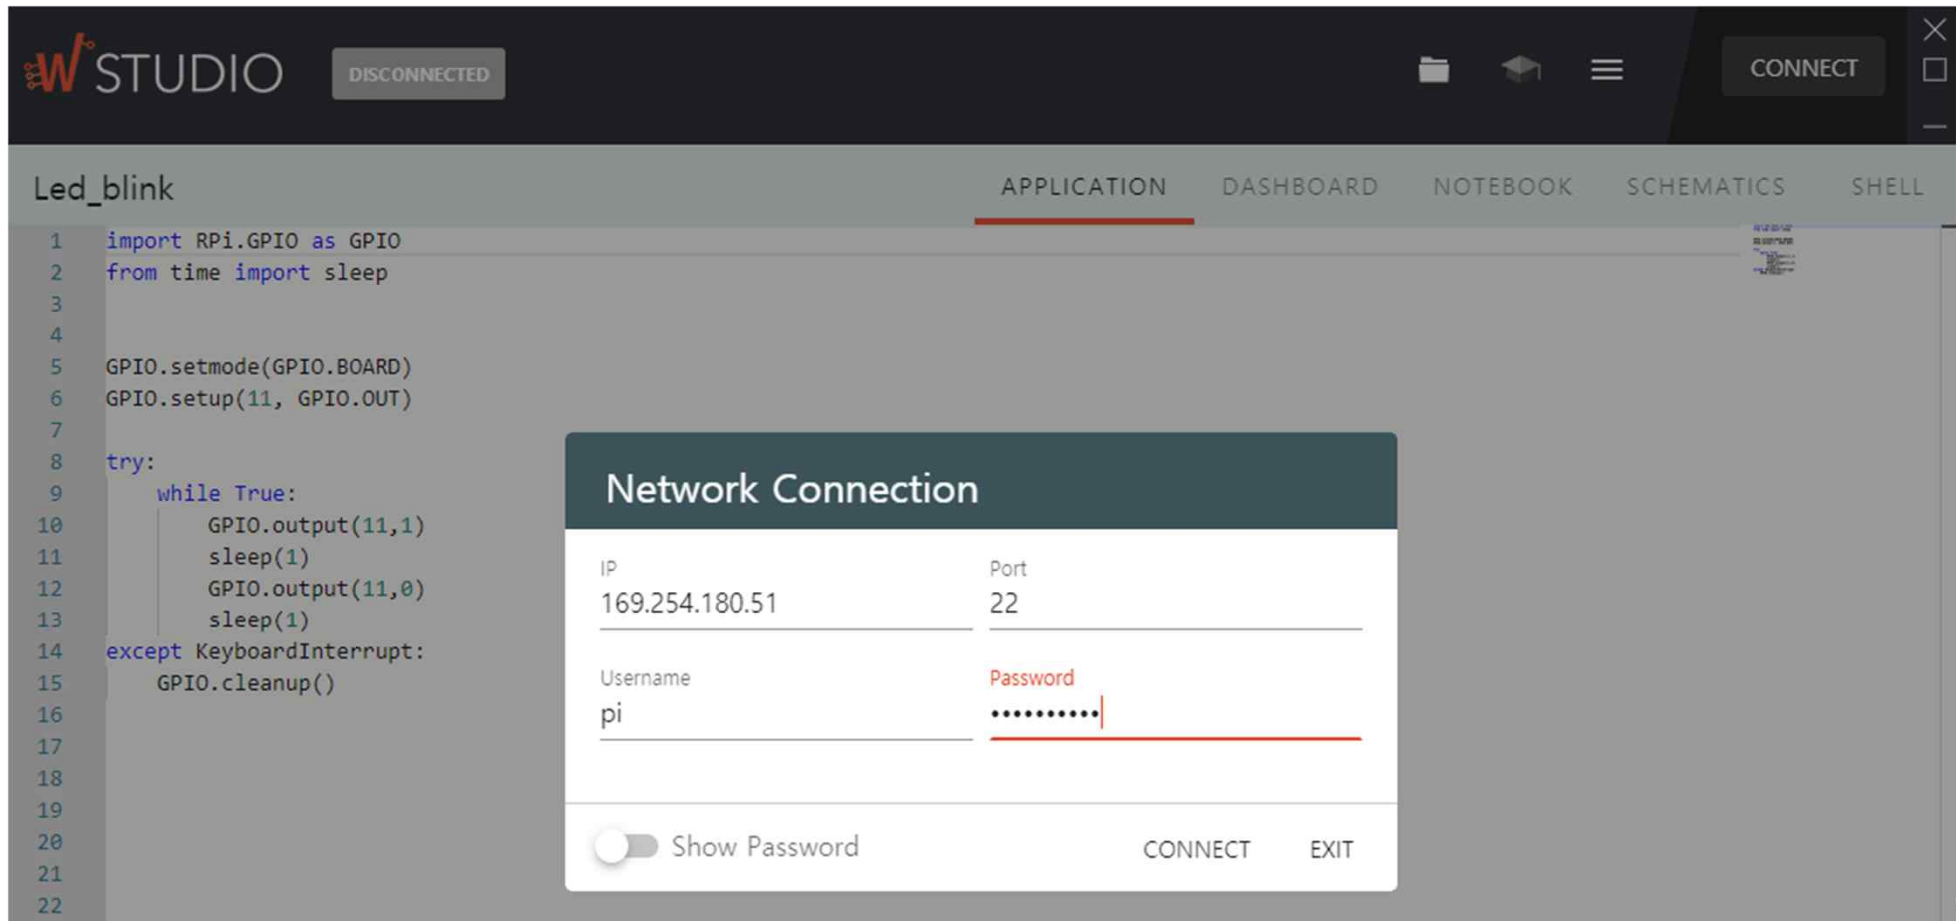 W STUDIO
DISCONNECTED
CONNECT
Led_blink
APPLICATION
DASHBOARD
NOTEBOOK
SCHEMATICS
SHELL
1 import RPi.GPIO as GPIO
2 from time import sleep
3
4
5 GPIO.setmode(GPIO.BOARD)
6 GPIO.setup(11, GPIO.OUT)
7
8 try:
9 while True:
10 GPIO.output(11,1)
11 sleep(1)
12 GPIO.output(11,0)
13 sleep(1)
14 except KeyboardInterrupt:
15 GPIO.cleanup()
16
17
18
19
20
21
22
Network Connection
IP
169.254.180.51
Port
22
Username
pi
Password
••••••••••
Show Password
CONNECT
EXIT